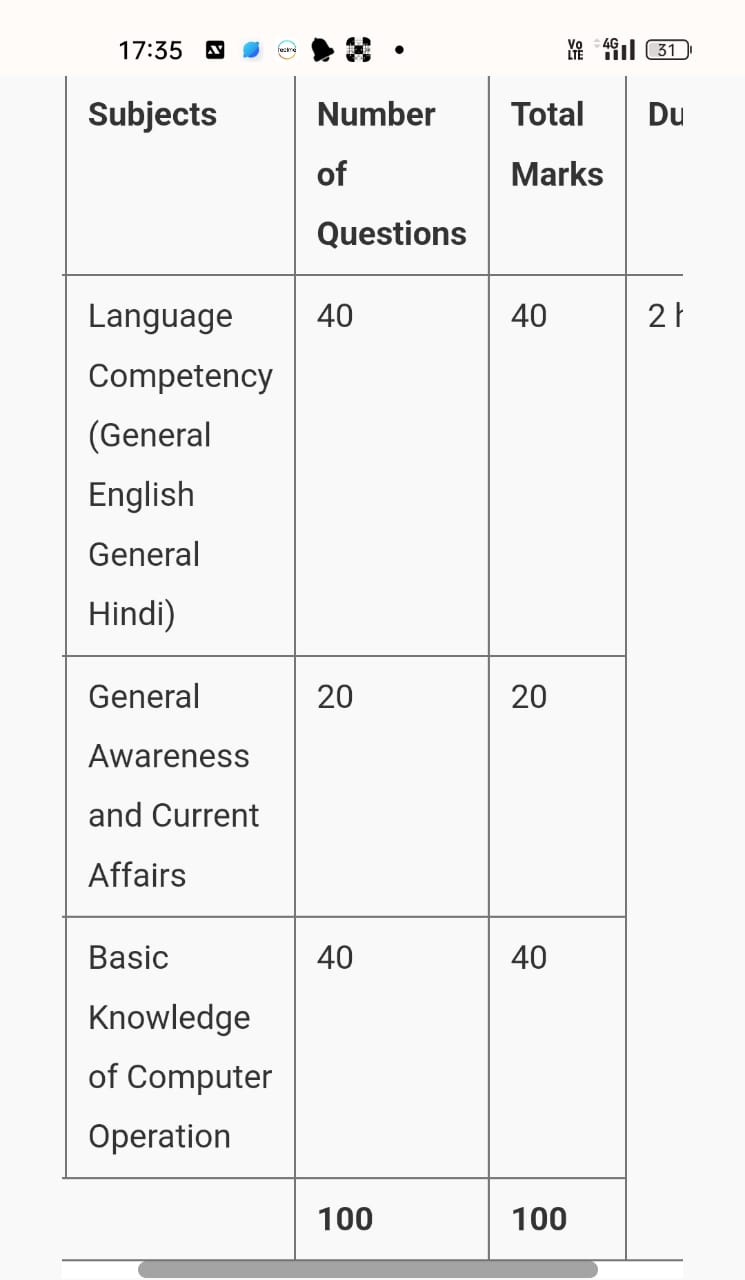 17:35 realme Vo LTE 4G 31
Subjects Number Total Du
of Marks
Questions
Language 40 40 2 h
Competency
(General
English
General
Hindi)
General 20 20
Awareness
and Current
Affairs
Basic 40 40
Knowledge
of Computer
Operation
100 100